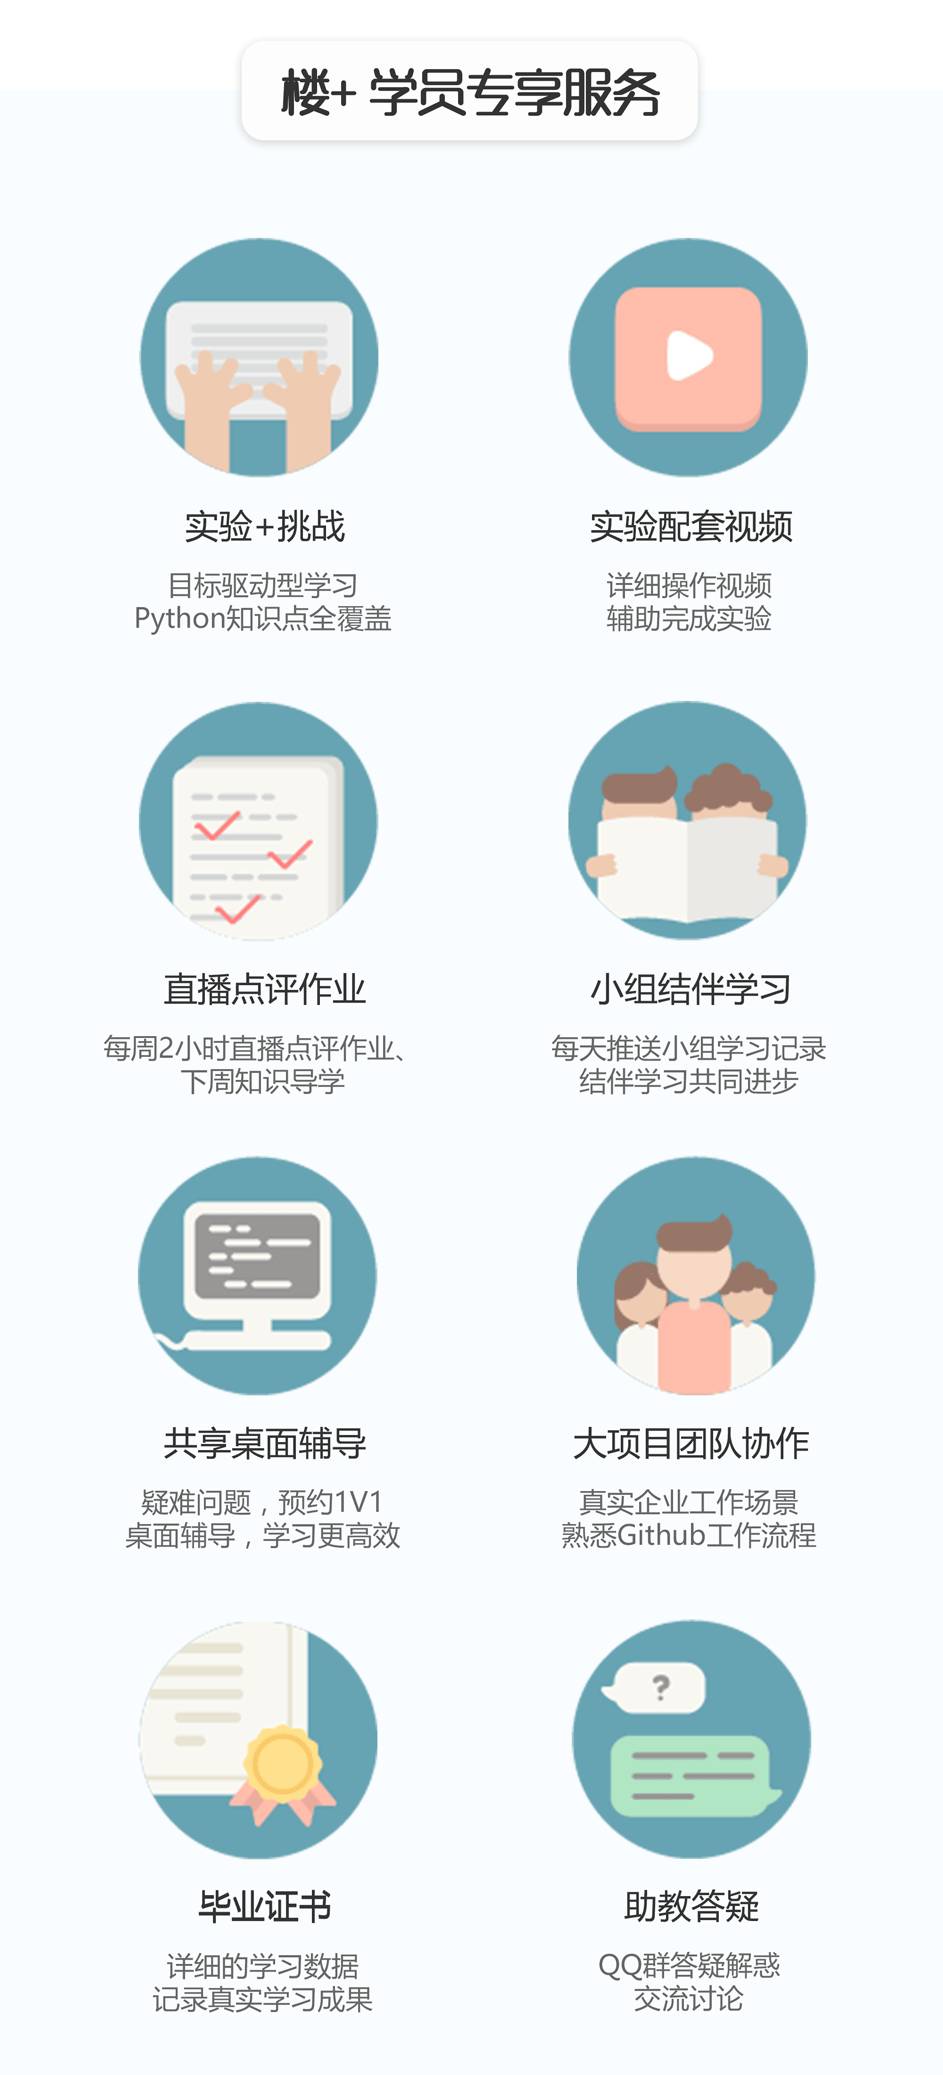 楼+ 学员专享服务
实验+挑战
目标驱动型学习
Python知识点全覆盖
实验配套视频
详细操作视频
辅助完成实验
直播点评作业
每周2小时直播点评作业、
下周知识导学
小组结伴学习
每天推送小组学习记录
结伴学习共同进步
共享桌面辅导
疑难问题，预约1V1
桌面辅导，学习更高效
大项目团队协作
真实企业工作场景
熟悉Github工作流程
毕业证书
详细的学习数据
记录真实学习成果
?
助教答疑
QQ群答疑解惑
交流讨论